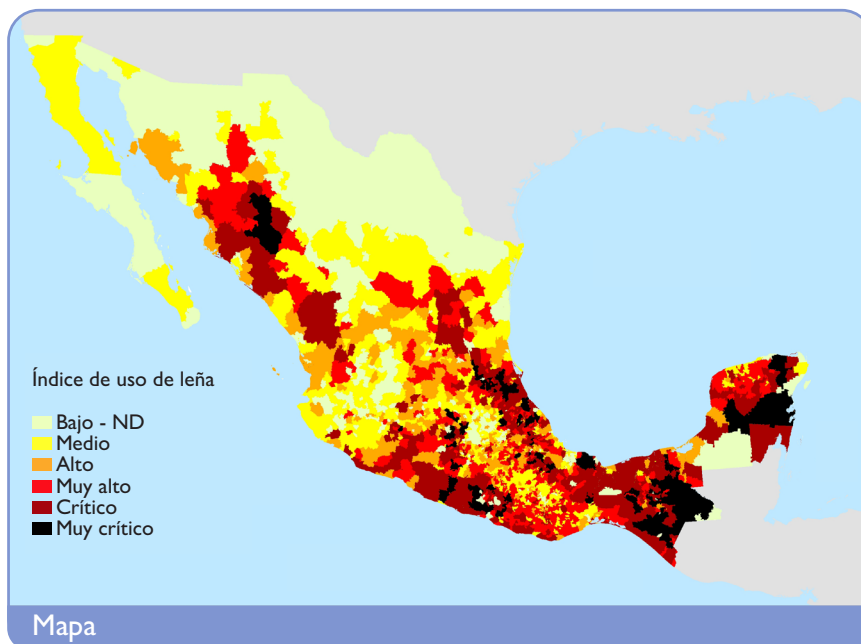 Índice de uso de leña
Bajo - ND
Medio
Alto
Muy alto
Crítico
Muy crítico
Mapa